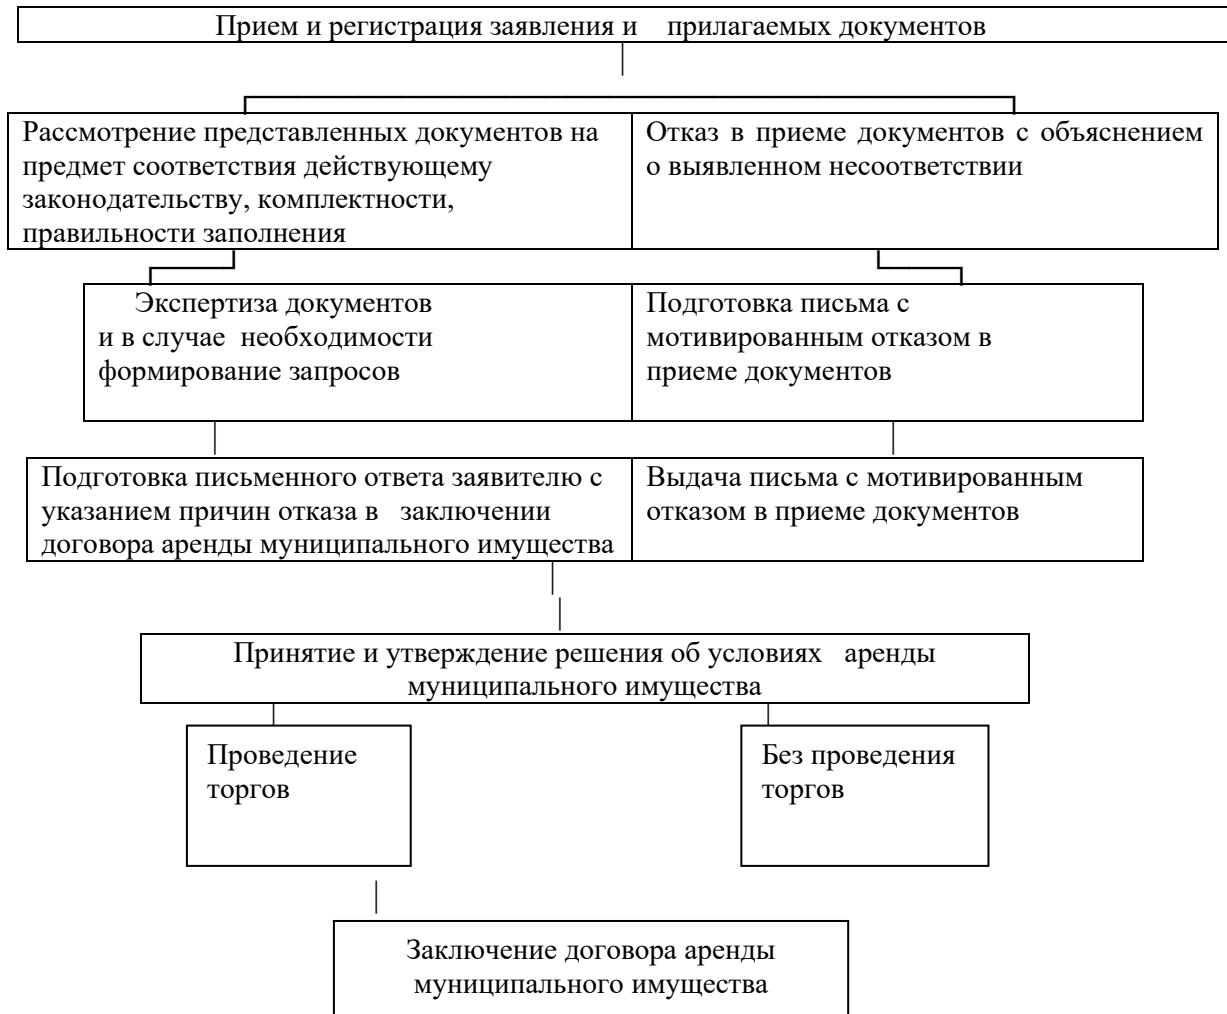 Прием и регистрация заявления и прилагаемых документов
Рассмотрение представленных документов на
предмет соответствия действующему
законодательству, комплектности,
правильности заполнения
Отказ в приеме документов с объяснением
о выявленном несоответствии
Экспертиза документов
и в случае необходимости
формирование запросов
Подготовка письма с
мотивированным отказом в
приеме документов
Подготовка письменного ответа заявителю с
указанием причин отказа в заключении
договора аренды муниципального имущества
Выдача письма с мотивированным
отказом в приеме документов
Принятие и утверждение решения об условиях аренды
муниципального имущества
Проведение
торгов
Без проведения
торгов
Заключение договора аренды
муниципального имущества